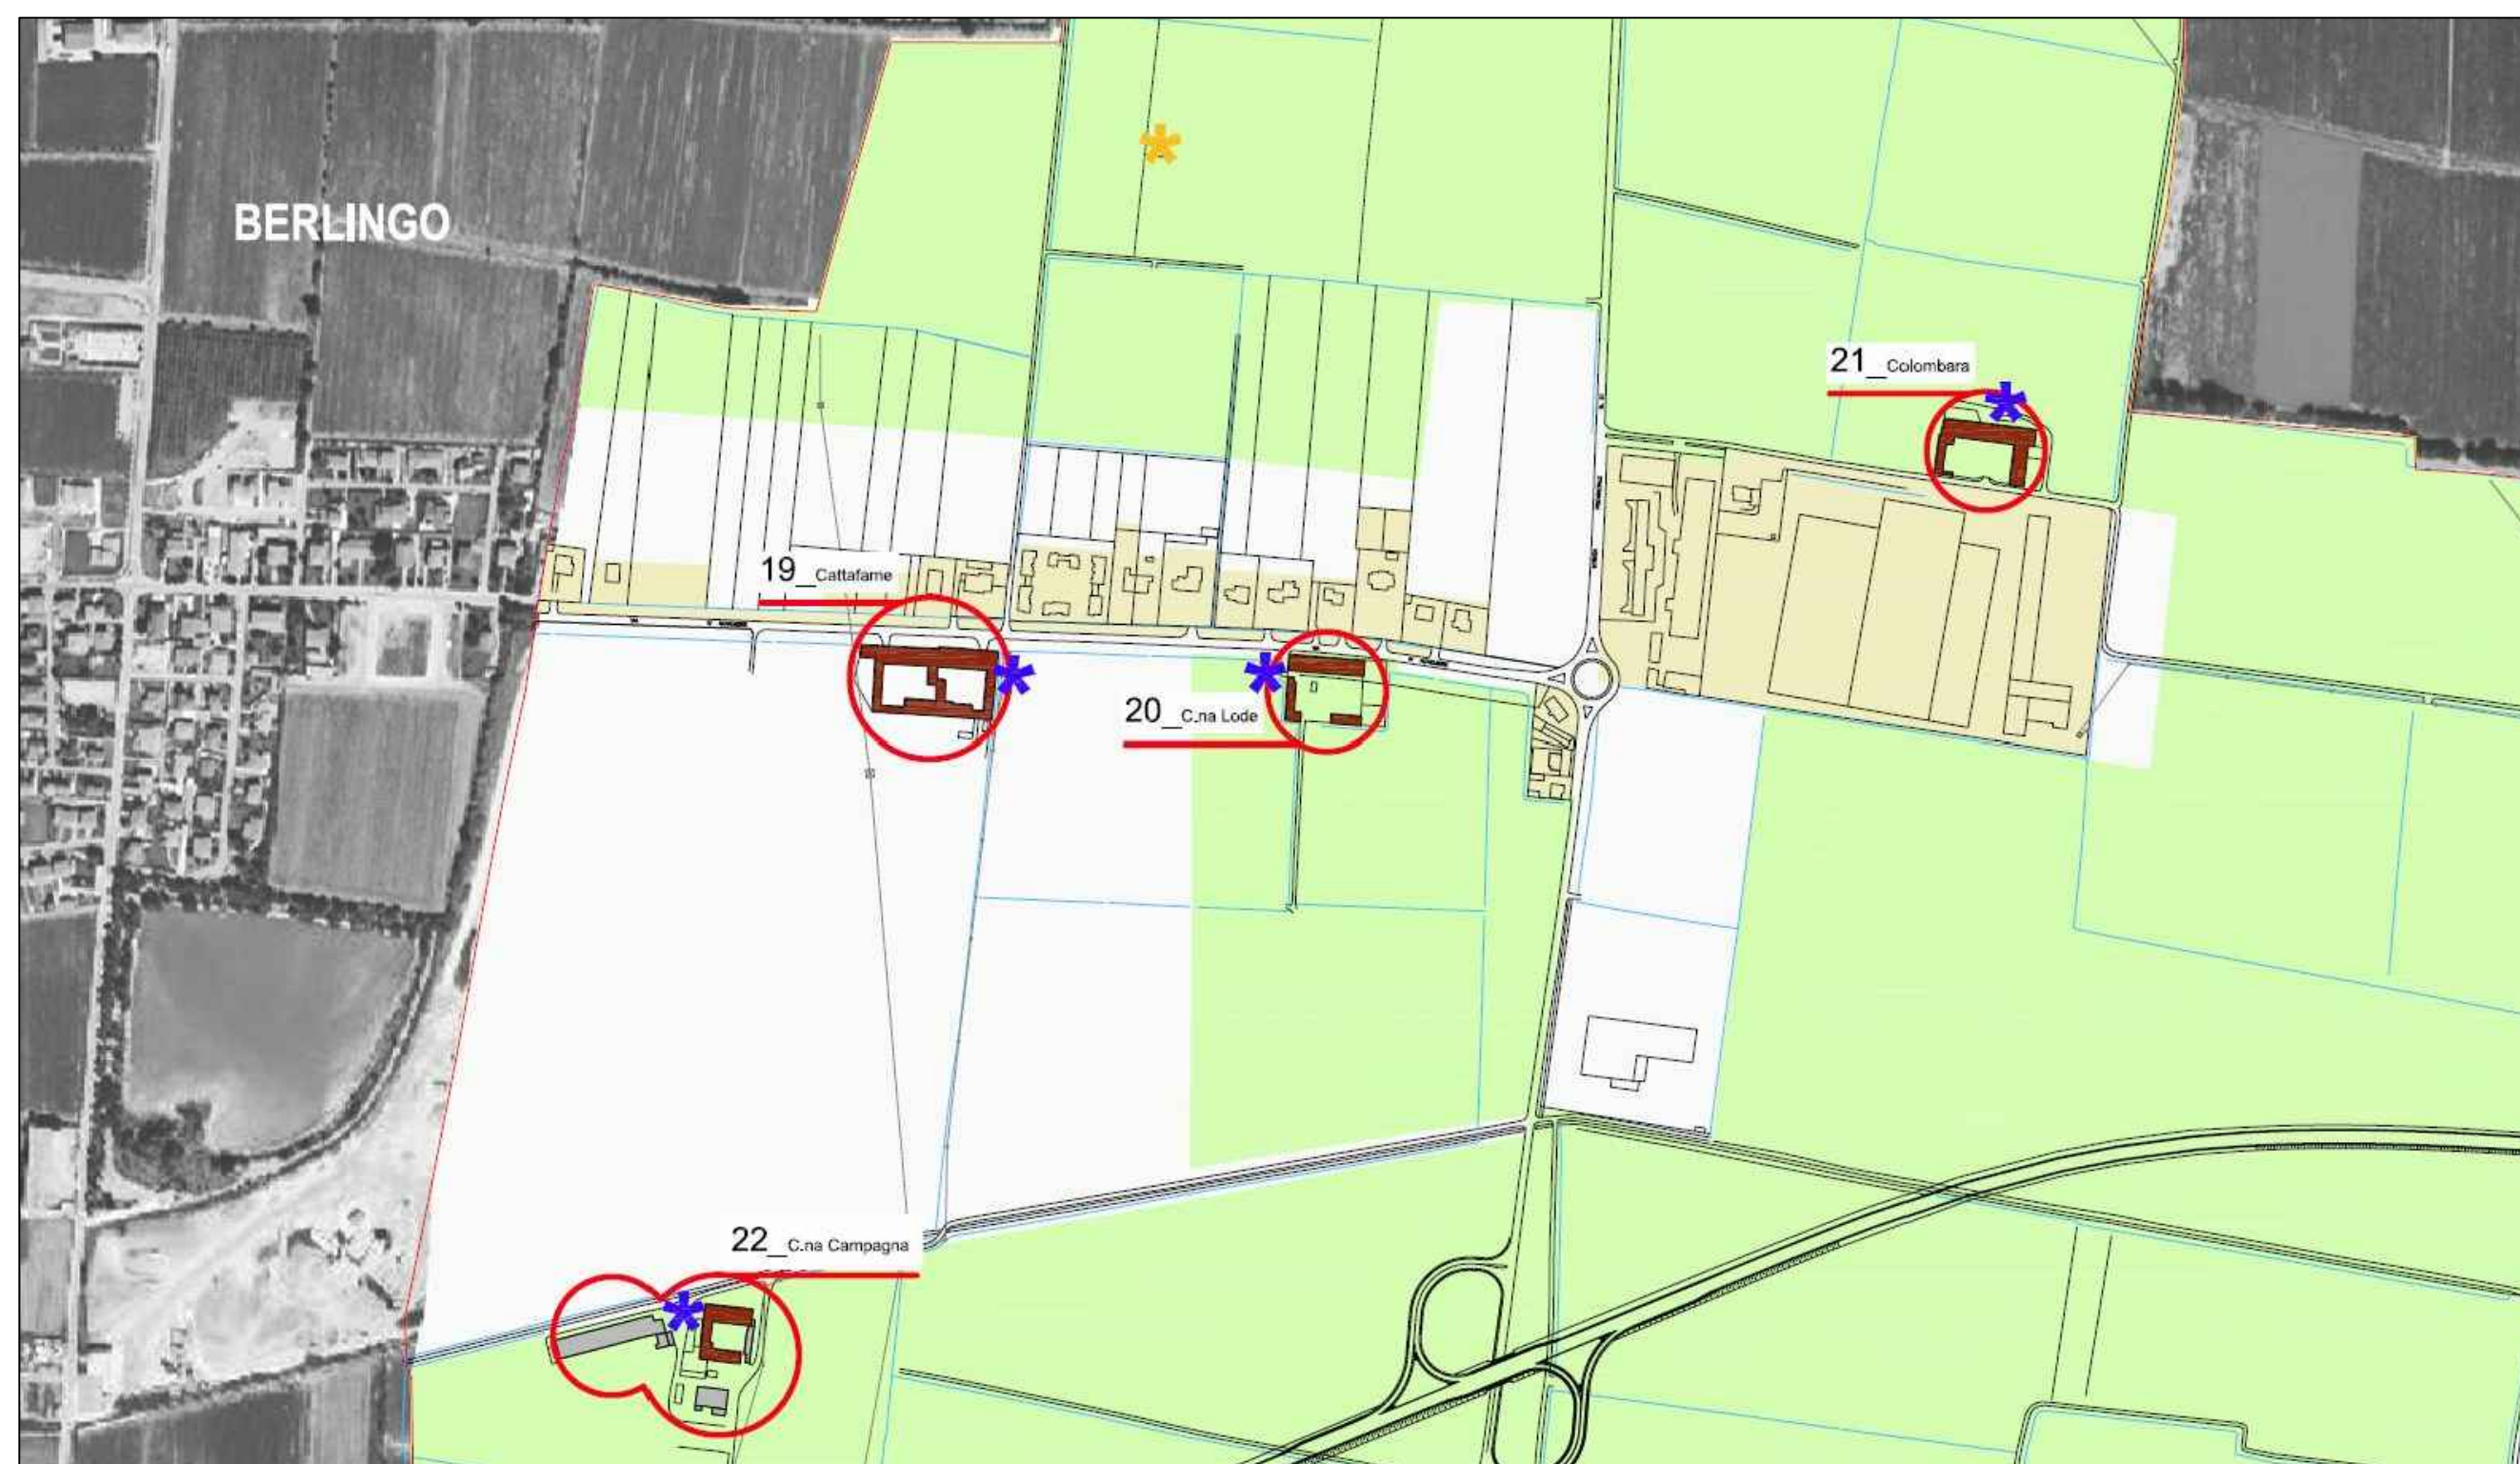 BERLINGO
21_Colombara
19_Cattafame
20_C.na Lode
22_C.na Campagna